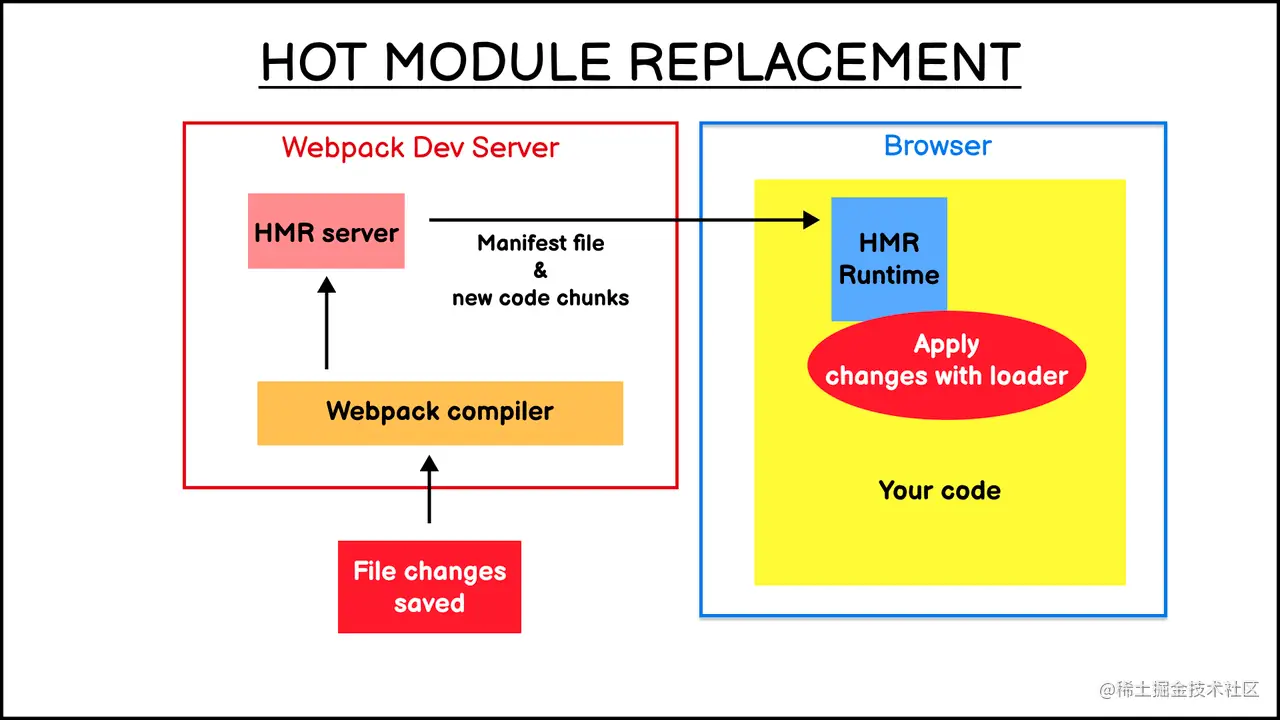 HOT MODULE REPLACEMENT
Webpack Dev Server
Browser
HMR server
Manifest file
&
new code chunks
HMR
Runtime
Apply
changes with loader
Webpack compiler
Your code
File changes
saved
@稀土掘金技术社区